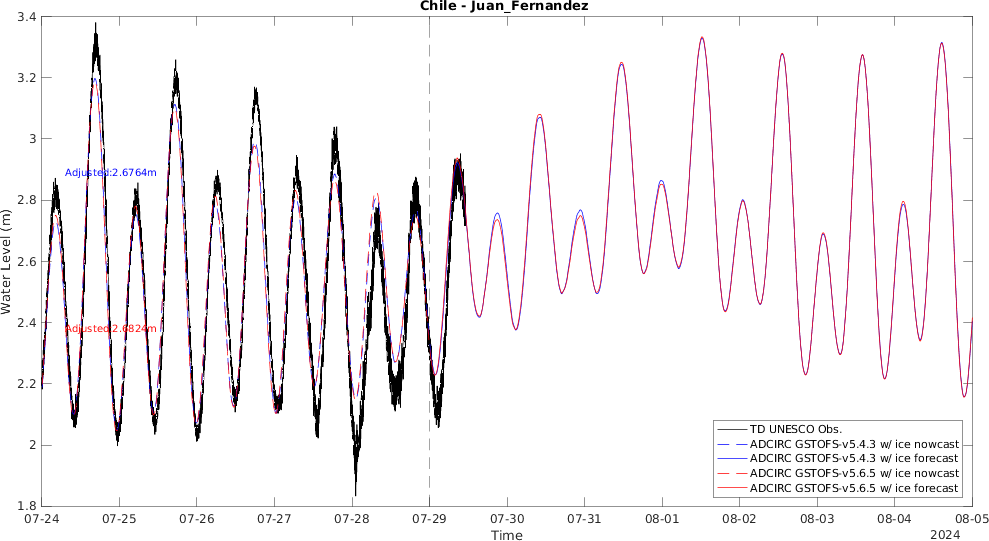 Chile - Juan_Fernandez
3.4
3.2
3
2.8
2.6
2.4
2.2
2
1.8
Water Level (m)
Adjusted:2.6764m
Adjusted:2.6824m
TD UNESCO Obs.
ADCIRC GSTOFS-v5.4.3 w/ ice nowcast
ADCIRC GSTOFS-v5.4.3 w/ ice forecast
ADCIRC GSTOFS-v5.6.5 w/ ice nowcast
ADCIRC GSTOFS-v5.6.5 w/ ice forecast
07-24 07-25 07-26 07-27 07-28 07-29 07-30 07-31 08-01 08-02 08-03 08-04 08-05
Time
2024